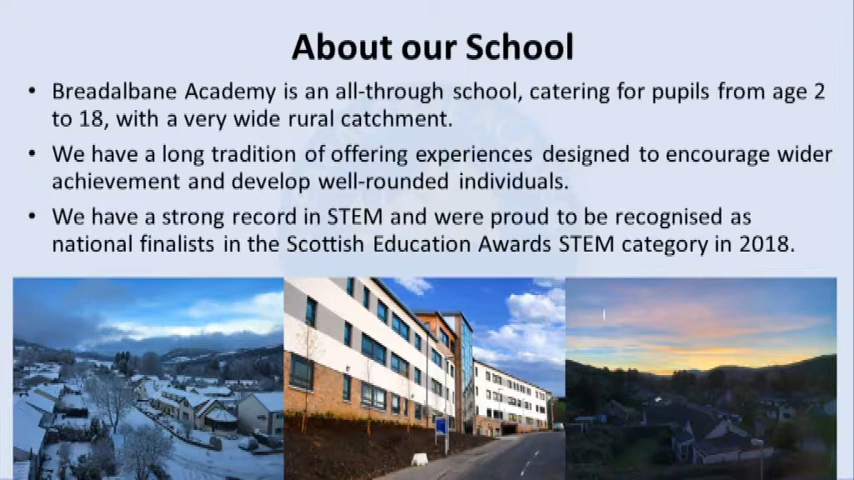 About our School
• Breadalbane Academy is an all-through school, catering for pupils from age 2
to 18, with a very wide rural catchment.
• We have a long tradition of offering experiences designed to encourage wider
achievement and develop well-rounded individuals.
• We have a strong record in STEM and were proud to be recognised as
national finalists in the Scottish Education Awards STEM category in 2018.